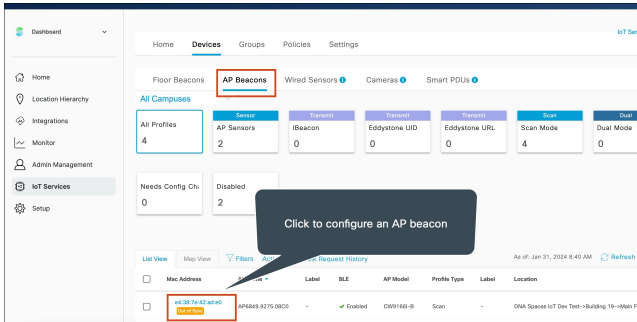 IoT Ser
Dashboard
Home Devices Groups Policies Settings
Home
Location Hierarchy
Integrations
Monitor
Admin Management
IoT Services
Setup
Floor Beacons AP Beacons Wired Sensors Cameras Smart PDUs
All Campuses
All Profiles
4
Sensor
AP Sensors
2
Transmit
IBeacon
0
Transmit
Eddystone UID
0
Transmit
Eddystone URL
0
Scan
Scan Mode
4
Dual
Dual Mode
0
Needs Config Cha
0
Disabled
2
Click to configure an AP beacon
List View Map View Filters Request History As of: Jan 31, 2024 8:40 AM Refresh
Mac Address Label BLE AP Model Profile Type Label Location
e4:38:7e:42:ad:e0 AP6849.9275.08C0 - Enabled CW9166I-B Scan - DNA Spaces IoT Dev Test->Building 19->Main F
Out of Sync